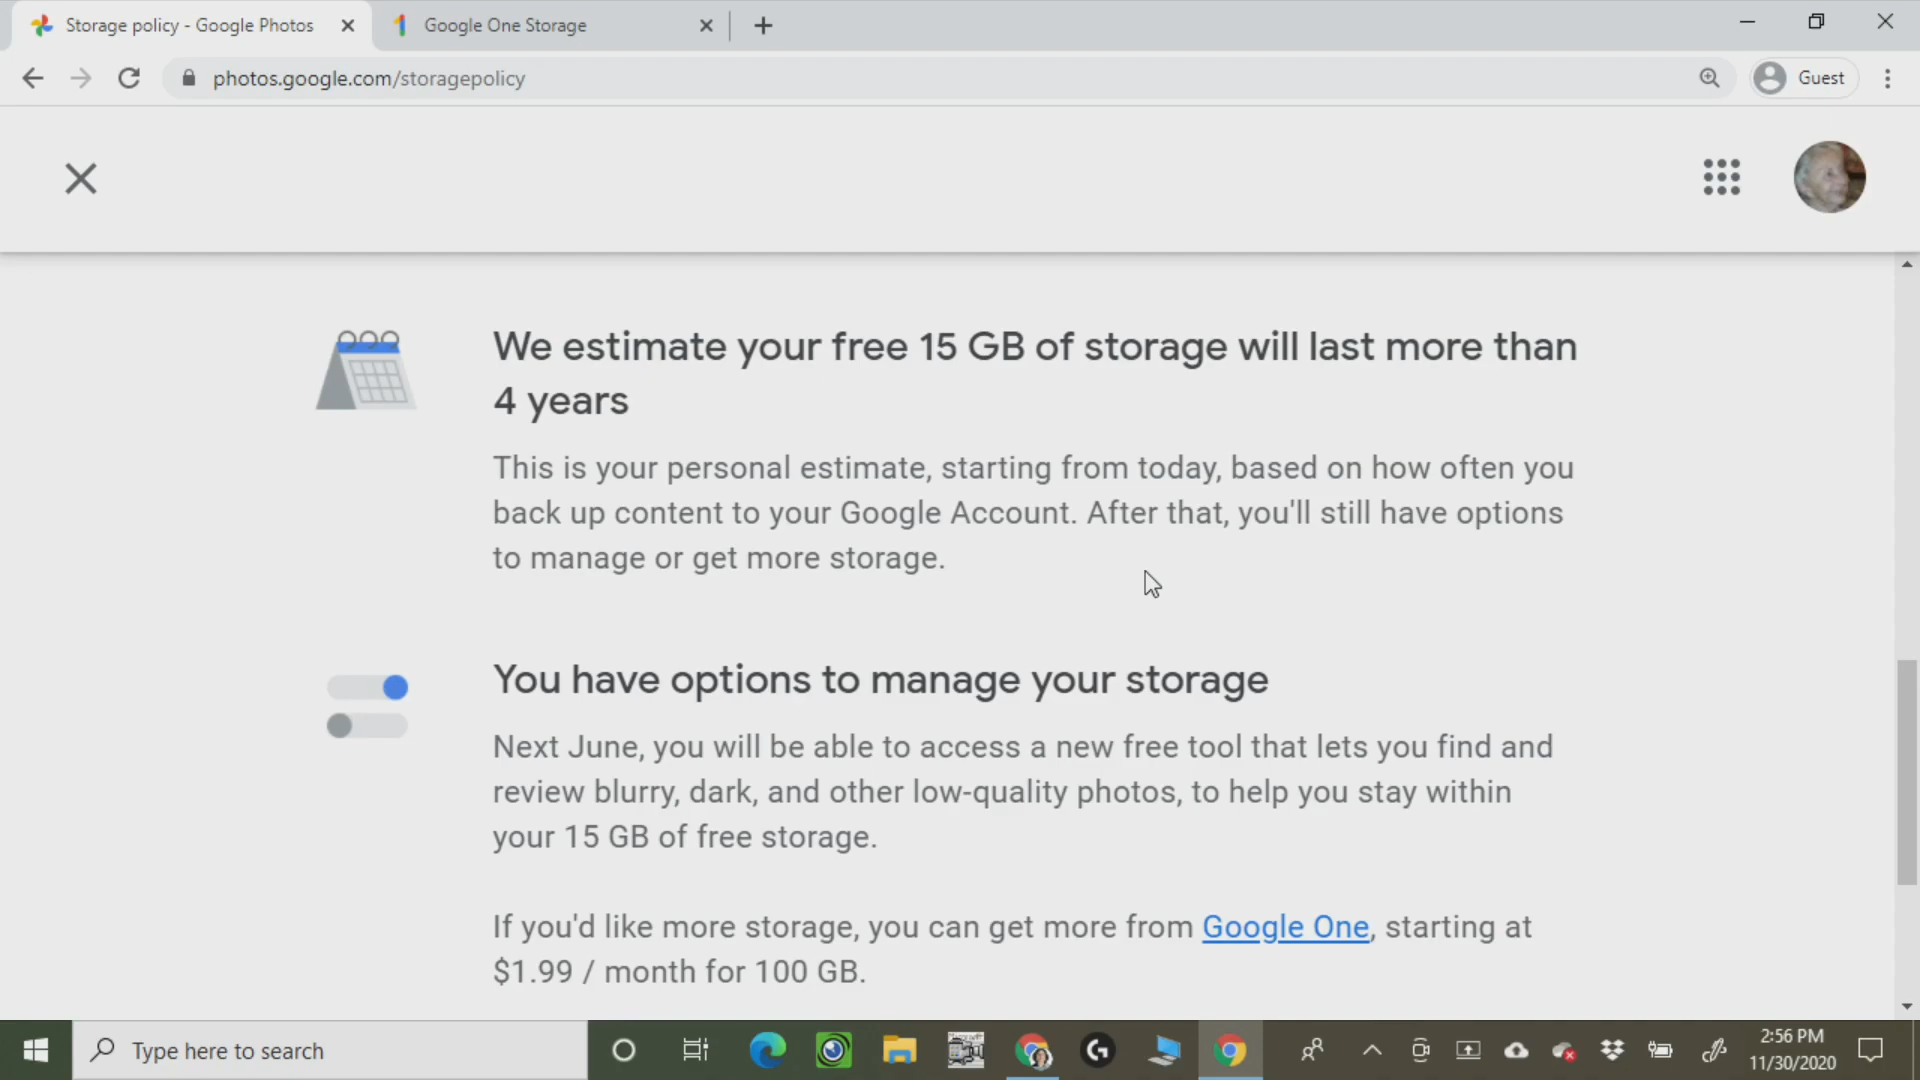 Storage policy - Google Photos
Google One Storage
photos.google.com/storagepolicy
Guest
We estimate your free 15 GB of storage will last more than
4 years
This is your personal estimate, starting from today, based on how often you
back up content to your Google Account. After that, you'll still have options
to manage or get more storage.
You have options to manage your storage
Next June, you will be able to access a new free tool that lets you find and
review blurry, dark, and other low-quality photos, to help you stay within
your 15 GB of free storage.
If you'd like more storage, you can get more from Google One, starting at
$1.99 / month for 100 GB.
Type here to search
2:56 PM
11/30/2020